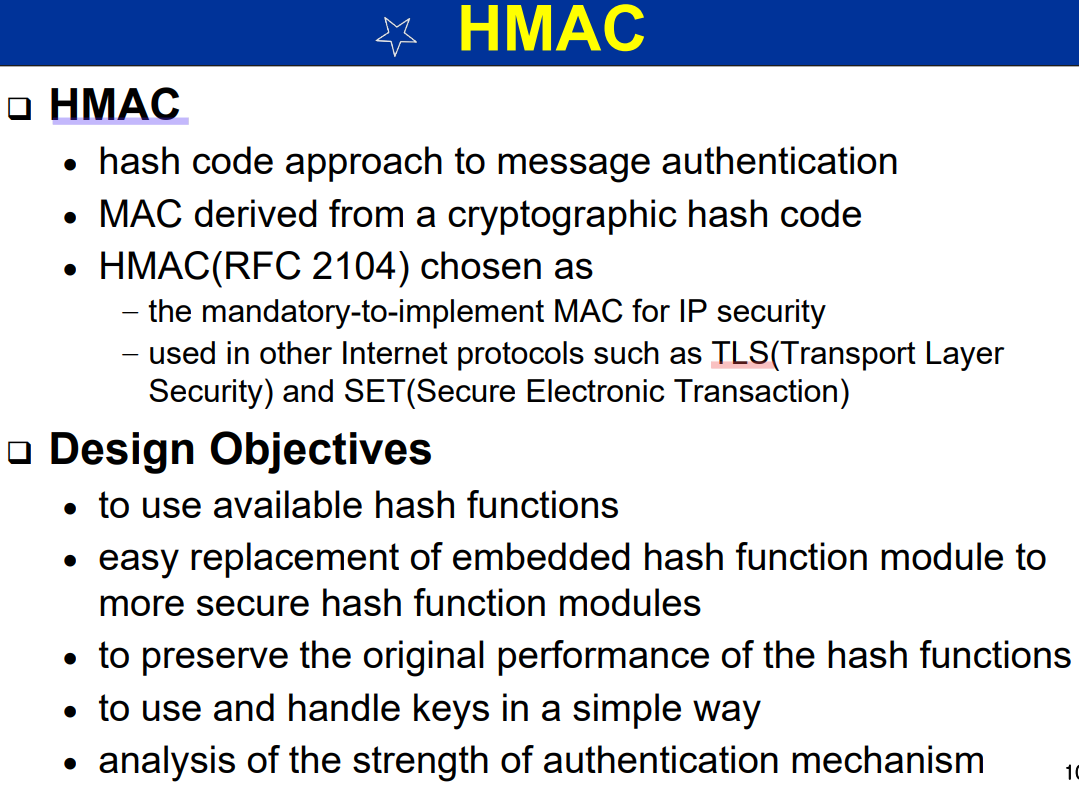 HMAC
HMAC
hash code approach to message authentication
MAC derived from a cryptographic hash code
HMAC(RFC 2104) chosen as
– the mandatory-to-implement MAC for IP security
– used in other Internet protocols such as TLS(Transport Layer
Security) and SET(Secure Electronic Transaction)
Design Objectives
to use available hash functions
easy replacement of embedded hash function module to
more secure hash function modules
to preserve the original performance of the hash functions
to use and handle keys in a simple way
analysis of the strength of authentication mechanism